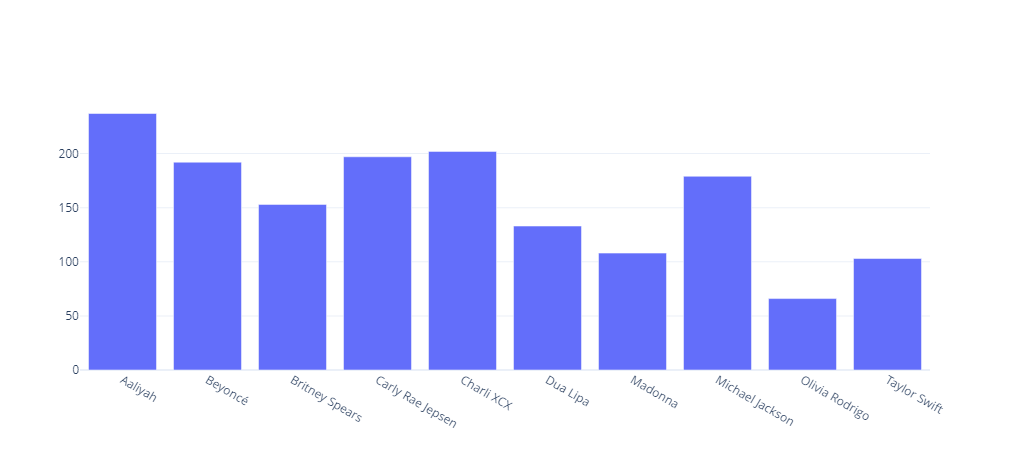 200
150
100
50
0
Aaliyah
Beyoncé
Britney Spears
Carly Rae Jepsen
Charli XCX
Dua Lipa
Madonna
Michael Jackson
Olivia Rodrigo
Taylor Swift